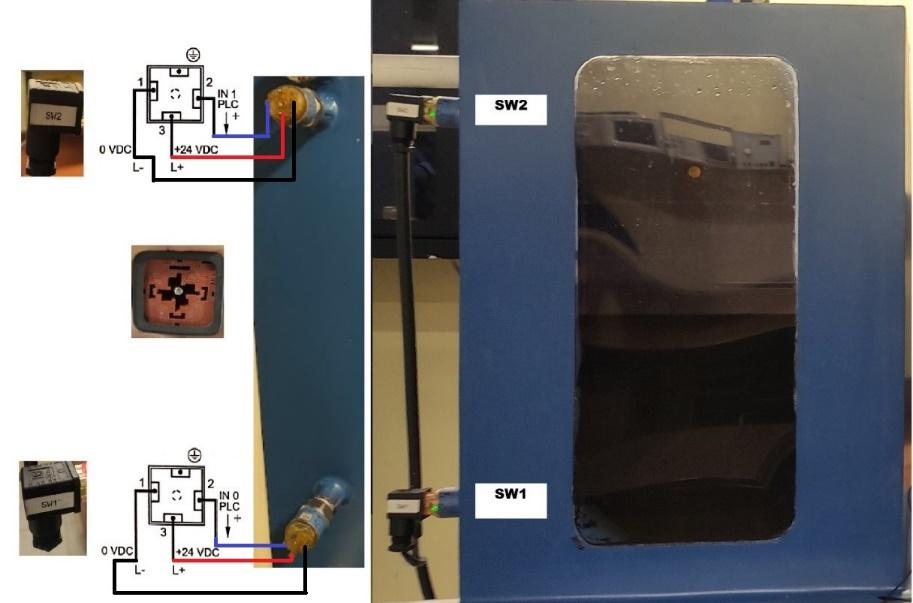 1
2
IN 1
PLC
+
SW2
3
0 VDC
+24 VDC
L-
L+
SW2
1
2
IN 0
PLC
+
SW1
3
0 VDC
+24 VDC
L-
L+
SW1